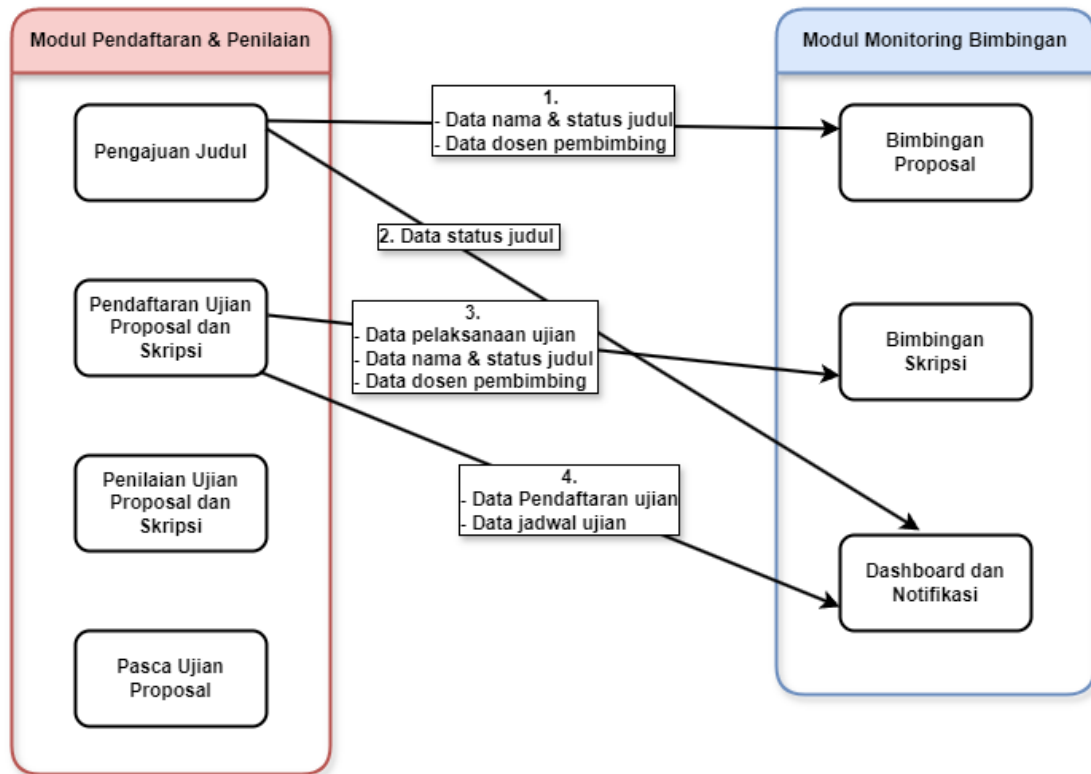 Modul Pendaftaran & Penilaian
Pengajuan Judul
Pendaftaran Ujian
Proposal dan
Skripsi
Penilaian Ujian
Proposal dan
Skripsi
Pasca Ujian
Proposal
1.
- Data nama & status judul
- Data dosen pembimbing
2. Data status judul
3.
- Data pelaksanaan ujian
- Data nama & status judul
- Data dosen pembimbing
4.
- Data Pendaftaran ujian
- Data jadwal ujian
Modul Monitoring Bimbingan
Bimbingan
Proposal
Bimbingan
Skripsi
Dashboard dan
Notifikasi